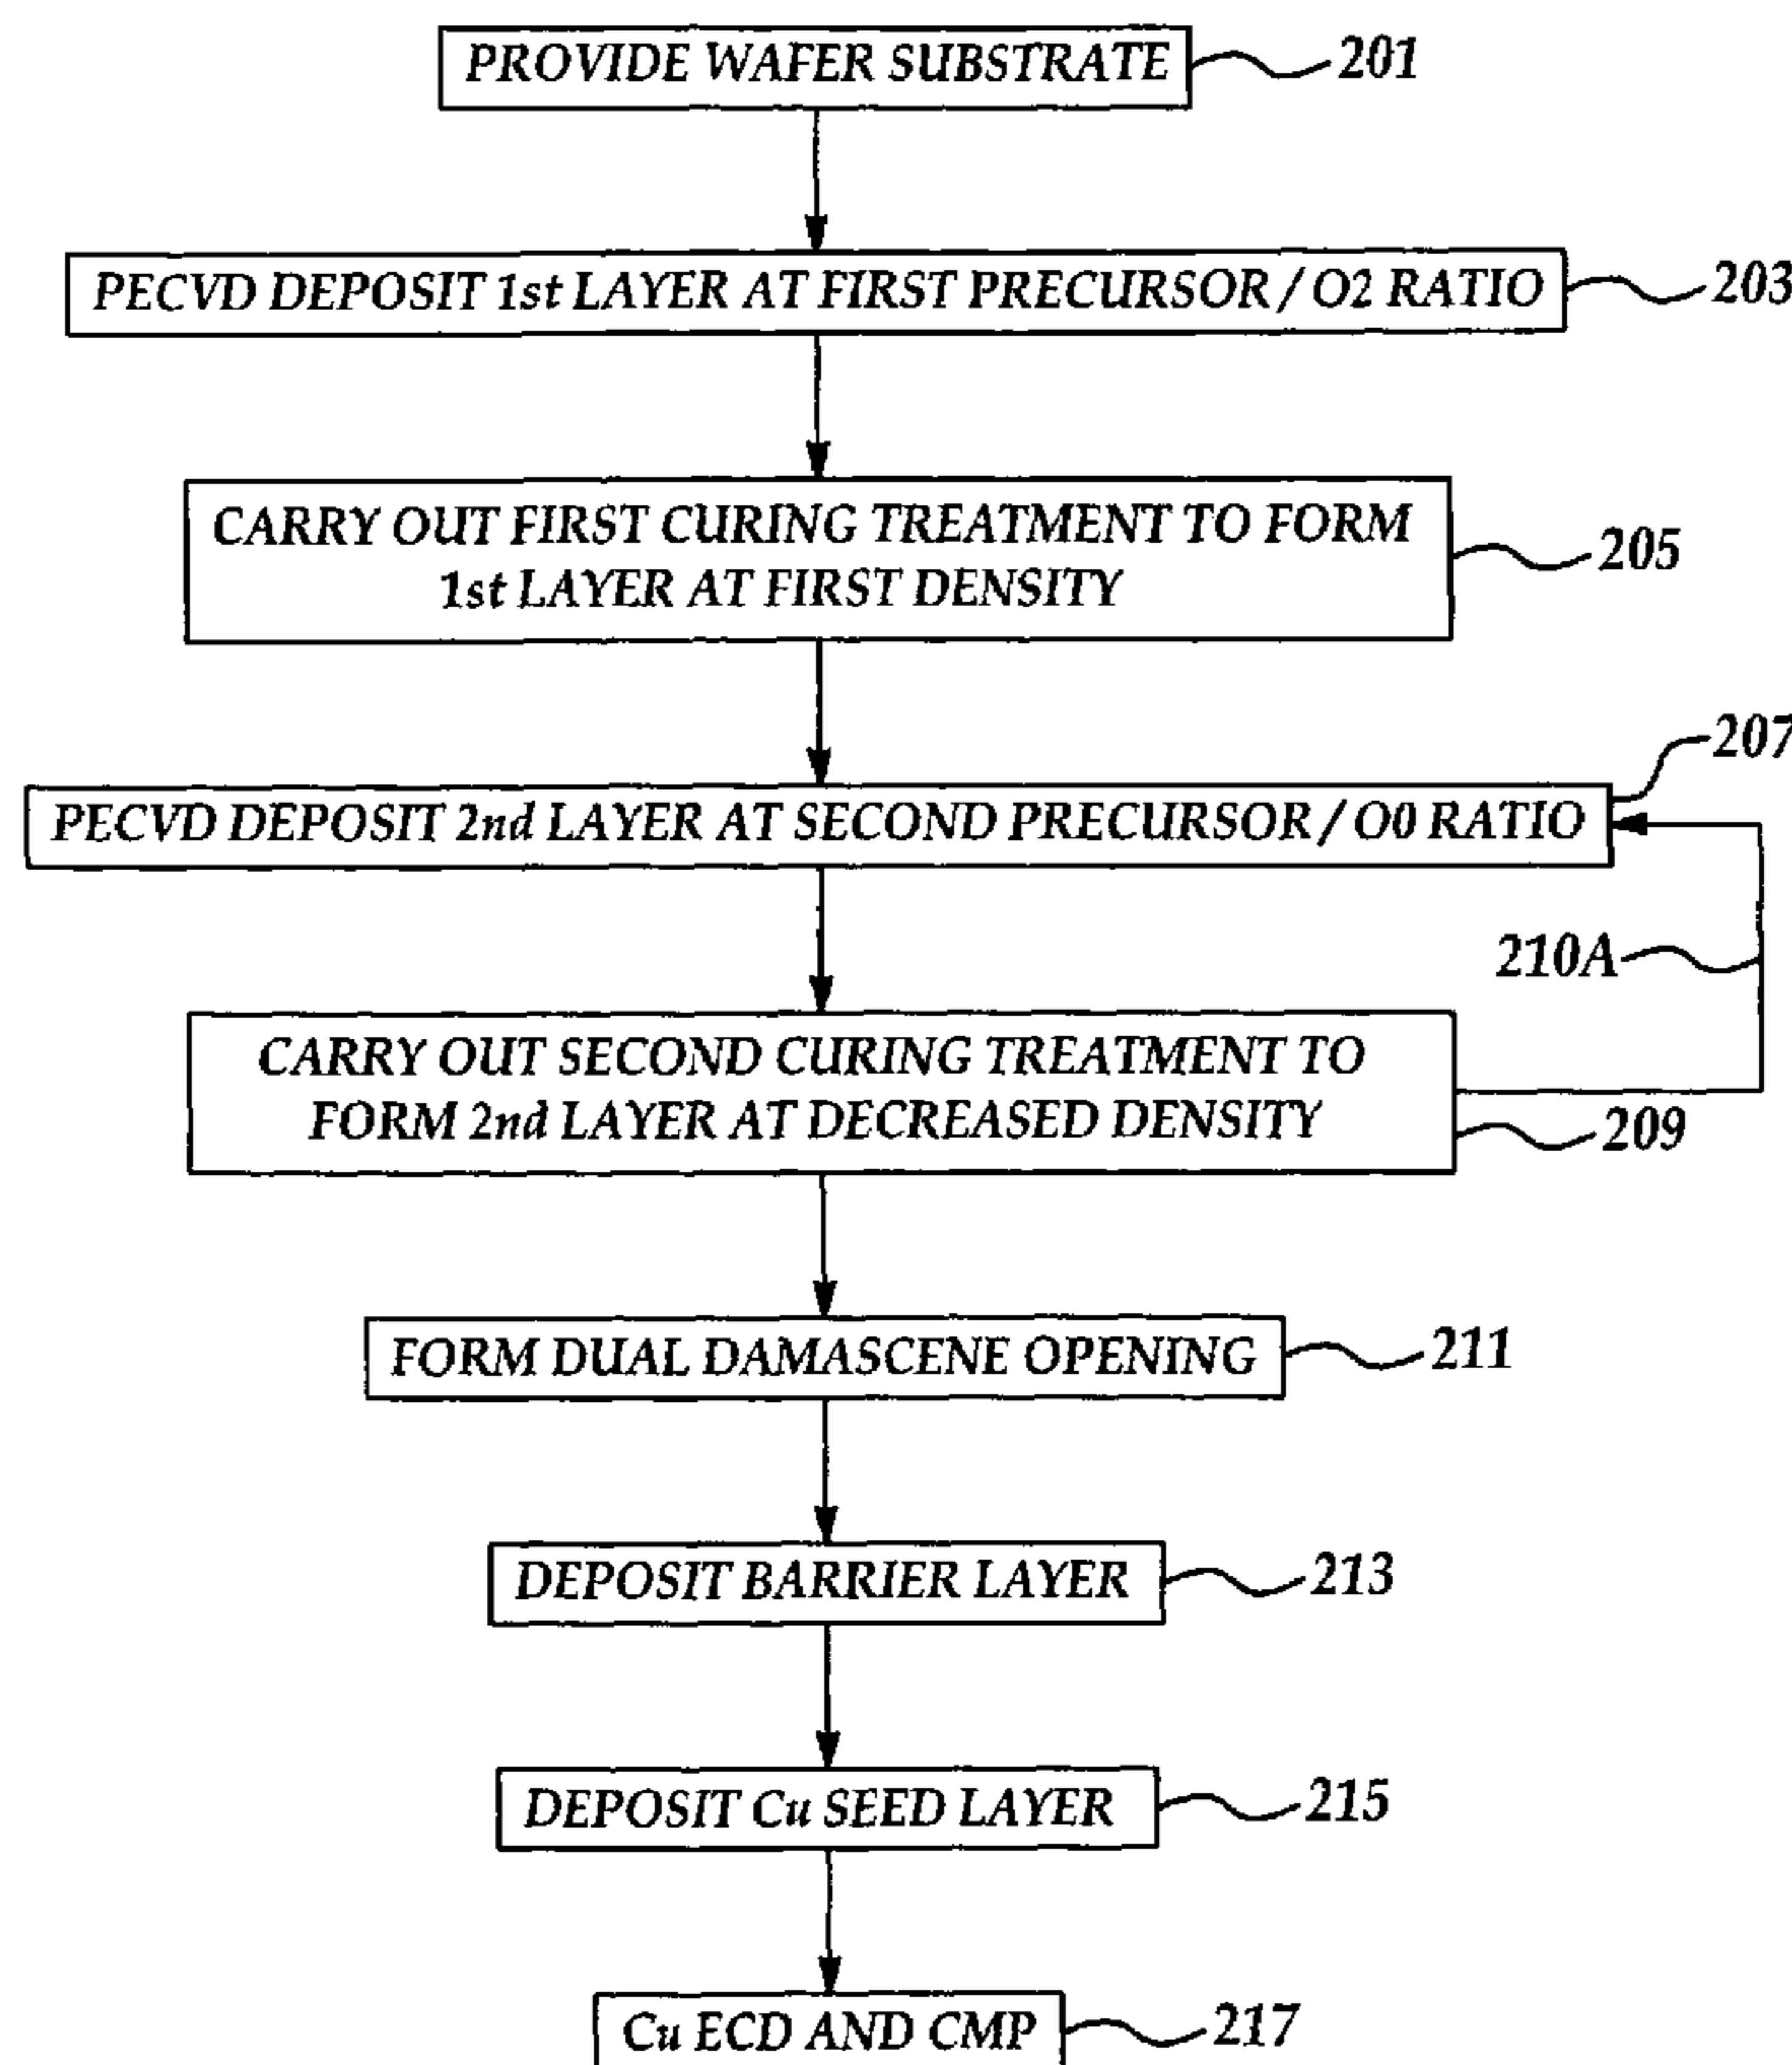 PROVIDE WAFER SUBSTRATE 201
PECVD DEPOSIT 1st LAYER AT FIRST PRECURSOR / O2 RATIO 203
CARRY OUT FIRST CURING TREATMENT TO FORM
1st LAYER AT FIRST DENSITY
205
207
PECVD DEPOSIT 2nd LAYER AT SECOND PRECURSOR / O0 RATIO
210A
CARRY OUT SECOND CURING TREATMENT TO
FORM 2nd LAYER AT DECREASED DENSITY
209
FORM DUAL DAMASCENE OPENING 211
DEPOSIT BARRIER LAYER 213
DEPOSIT Cu SEED LAYER 215
Cu ECD AND CMP 217